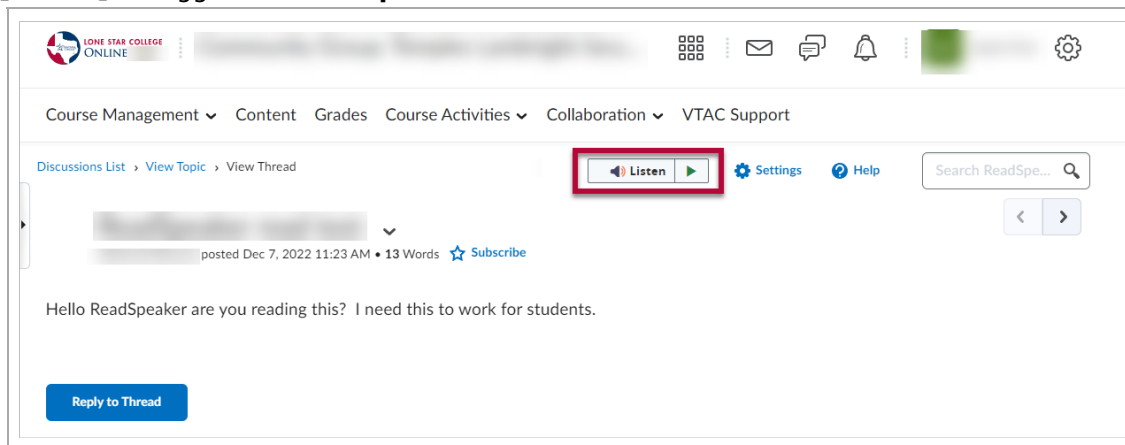 LONE STAR COLLEGE
ONLINE
Course Management Content Grades Course Activities Collaboration VTAC Support
Discussions List › View Topic › View Thread
Listen Settings Help Search ReadSpe...
posted Dec 7, 2022 11:23 AM • 13 Words Subscribe
Hello ReadSpeaker are you reading this? I need this to work for students.
Reply to Thread